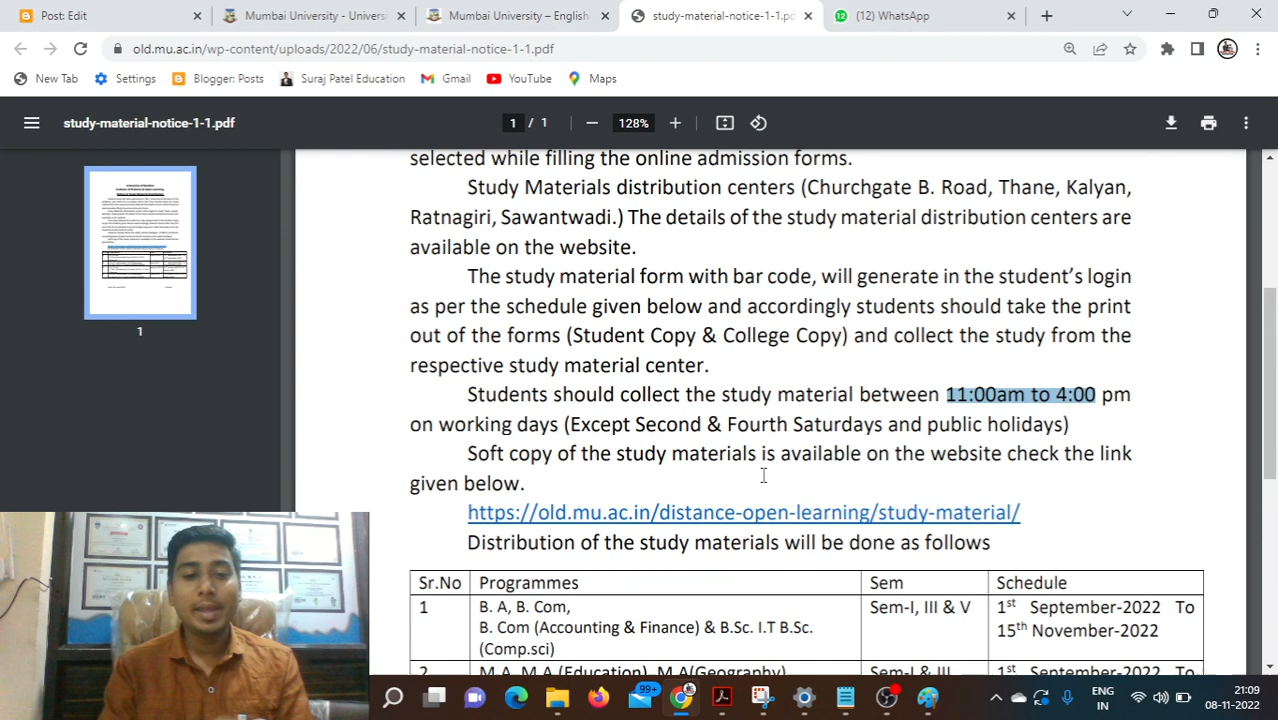 Post: Edit
Mumbai University - Universi
Mumbai University – English
study-material-notice-1-1.pd
(12) WhatsApp
old.mu.ac.in/wp-content/uploads/2022/06/study-material-notice-1-1.pdf
New Tab
Settings
Blogger: Posts
Suraj Patel Education
Gmail
YouTube
Maps
study-material-notice-1-1.pdf
1 / 1
128%
1
selected while filling the online admission forms.
Study Materials distribution centers (Churchgate B. Road, Thane, Kalyan,
Ratnagiri, Sawantwadi.) The details of the study material distribution centers are
available on the website.
The study material form with bar code, will generate in the student's login
as per the schedule given below and accordingly students should take the print
out of the forms (Student Copy & College Copy) and collect the study from the
respective study material center.
Students should collect the study material between 11:00am to 4:00 pm
on working days (Except Second & Fourth Saturdays and public holidays)
Soft copy of the study materials is available on the website check the link
given below.
https://old.mu.ac.in/distance-open-learning/study-material/
Distribution of the study materials will be done as follows
Sr.No Programmes Sem Schedule
1 B. A, B. Com, Sem-I, III & V 1st September-2022 To
B. Com (Accounting & Finance) & B.Sc. I.T B.Sc. 15th November-2022
(Comp.sci)
2 M.A, M.A (Education), M.A(Geography) Sem-I & III 1st September-2022 To
99+
ENG
IN
21:09
08-11-2022